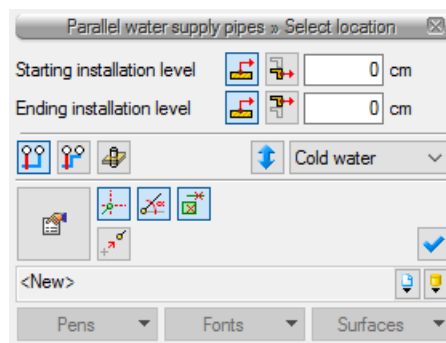 Parallel water supply pipes » Select location
Starting installation level 0 cm
Ending installation level 0 cm
Cold water
<New>
Pens Fonts Surfaces